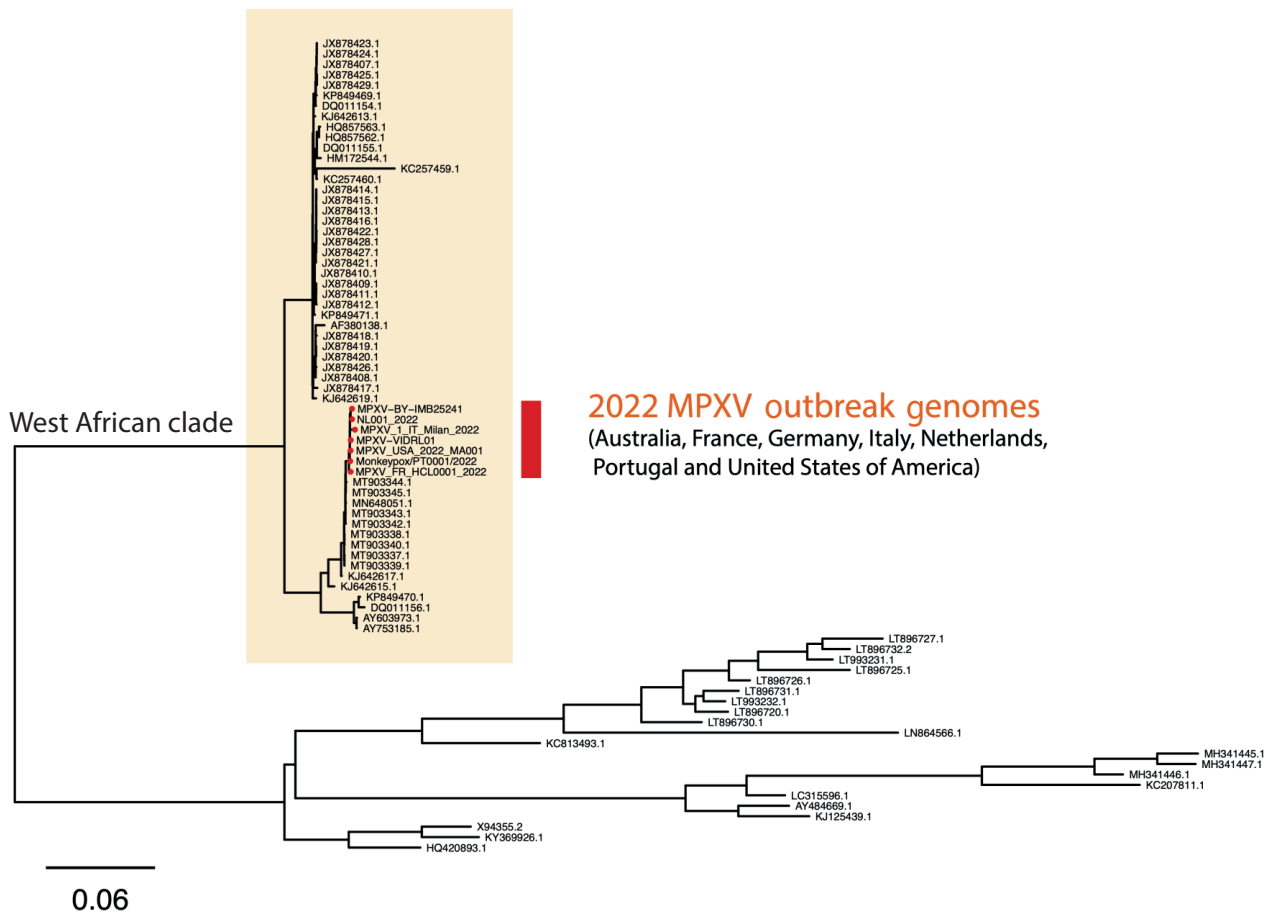 JX878423.1
JX878424.1
JX878407.1
JX878425.1
JX878429.1
KP849469.1
DQ011154.1
KJ642613.1
HQ857563.1
HQ857562.1
DQ011155.1
HM172544.1
KC257459.1
KC257460.1
JX878414.1
JX878415.1
JX878413.1
JX878416.1
JX878422.1
JX878428.1
JX878427.1
JX878421.1
JX878410.1
JX878409.1
JX878411.1
JX878412.1
KP849471.1
AF380138.1
JX878418.1
JX878419.1
JX878420.1
JX878426.1
JX878408.1
JX878417.1
KJ642619.1
West African clade
MPXV-BY-IMB25241
NL001_2022
MPXV_1_IT_Milan_2022
MPXV-VIDRL01
MPXV_USA_2022_MA001
Monkeypox/PT0001/2022
MPXV_FR_HCL0001_2022
2022 MPXV outbreak genomes
(Australia, France, Germany, Italy, Netherlands,
Portugal and United States of America)
MT903344.1
MT903345.1
MN648051.1
MT903343.1
MT903342.1
MT903338.1
MT903340.1
MT903337.1
MT903339.1
KJ642617.1
KJ642615.1
KP849470.1
DQ011156.1
AY603973.1
AY753185.1
LT896727.1
LT896732.2
LT993231.1
LT896725.1
LT896726.1
LT896731.1
LT993232.1
LT896720.1
LT896730.1
LN864566.1
KC813493.1
MH341445.1
MH341447.1
MH341446.1
KC207811.1
LC315596.1
AY484669.1
KJ125439.1
X94355.2
KY369926.1
HQ420893.1
0.06